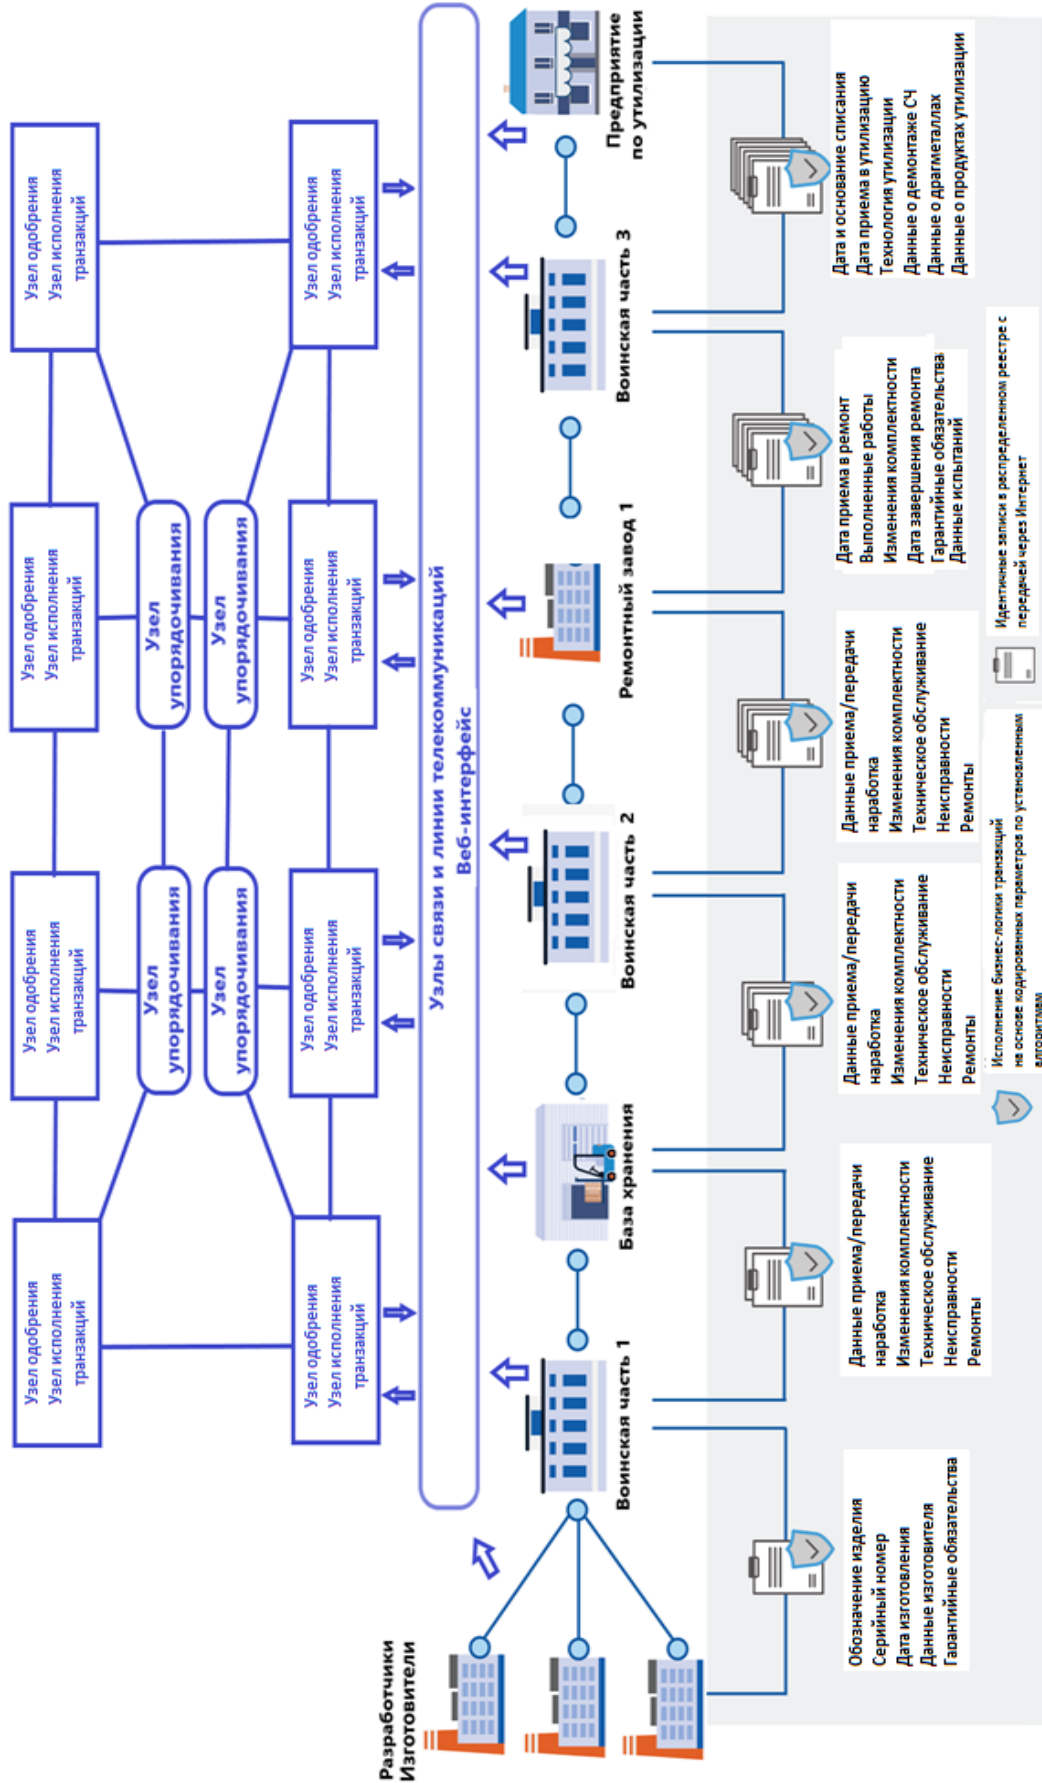 Узел одобрения
Узел исполнения
транзакций
Узел одобрения
Узел исполнения
транзакций
Узел одобрения
Узел исполнения
транзакций
Узел одобрения
Узел исполнения
транзакций
Узел
упорядочивания
Узел
упорядочивания
Узел
упорядочивания
Узел
упорядочивания
Узел одобрения
Узел исполнения
транзакций
Узел одобрения
Узел исполнения
транзакций
Узел одобрения
Узел исполнения
транзакций
Узел одобрения
Узел исполнения
транзакций
Узлы связи и линии телекоммуникаций
Веб-интерфейс
Разработчики
Изготовители
Воинская часть 1
База хранения
Воинская часть 2
Ремонтный завод 1
Воинская часть 3
Предприятие
по утилизации
Обозначение изделия
Серийный номер
Дата изготовления
Данные изготовителя
Гарантийные обязательства
Данные приема/передачи
наработка
Изменения комплектности
Техническое обслуживание
Неисправности
Ремонты
Данные приема/передачи
наработка
Изменения комплектности
Техническое обслуживание
Неисправности
Ремонты
Данные приема/передачи
наработка
Изменения комплектности
Техническое обслуживание
Неисправности
Ремонты
Дата приема в ремонт
Выполненные работы
Изменения комплектности
Дата завершения ремонта
Гарантийные обязательства
Данные испытаний
Дата и основание списания
Дата приема в утилизацию
Технология утилизации
Данные о демонтаже СЧ
Данные о драгметаллах
Данные о продуктах утилизации
Исполнение бизнес-логики транзакций
на основе кодированных параметров по установленным
алгоритмам
Идентичные записи в распределенном реестре с
передачей через Интернет